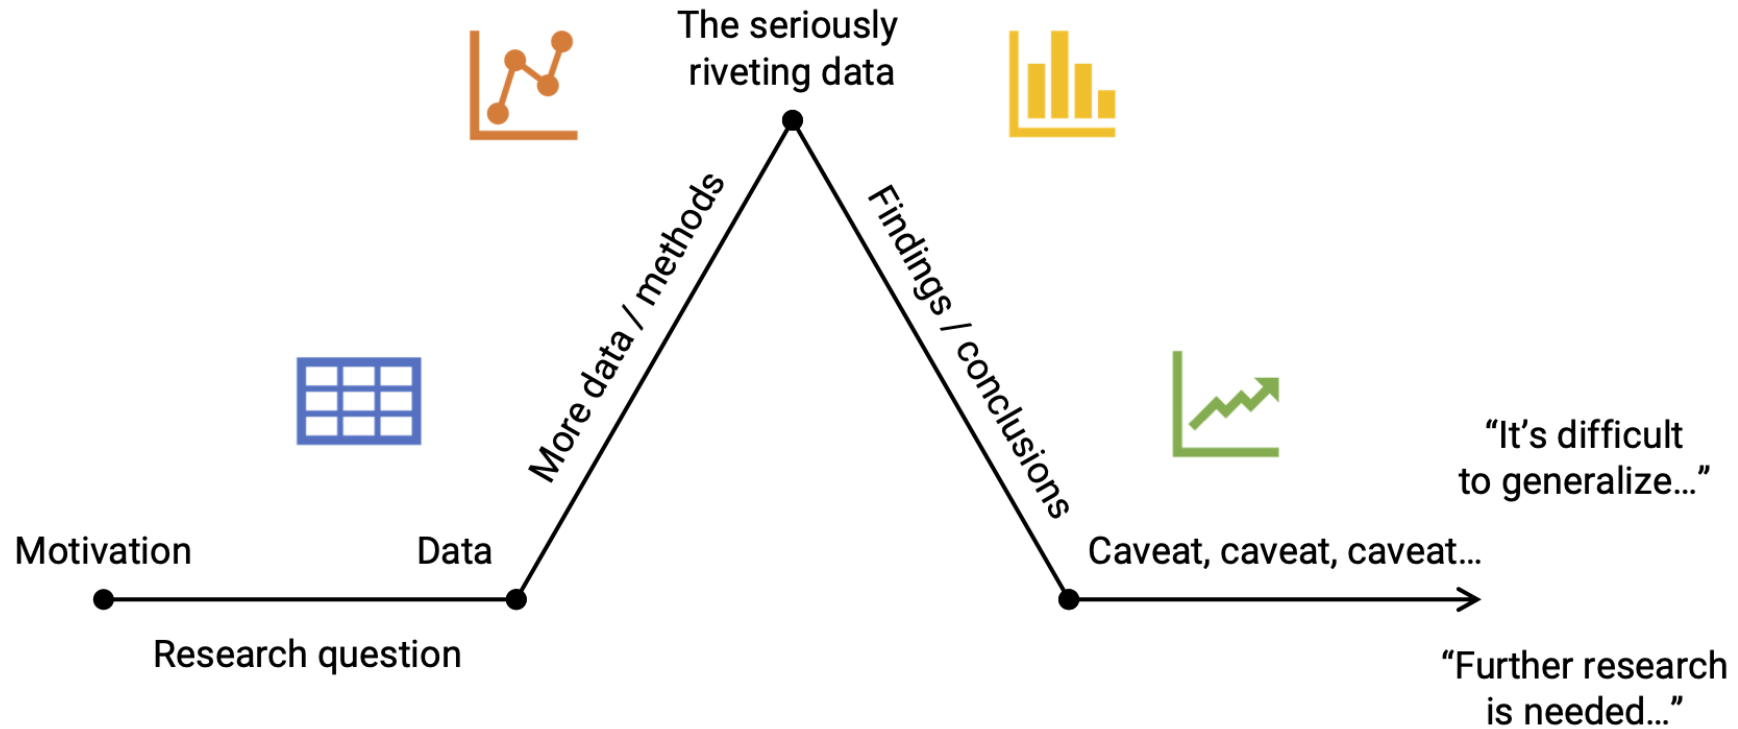 The seriously
riveting data
More data / methods
Findings / conclusions
“It’s difficult
to generalize...”
Motivation
Data
Caveat, caveat, caveat...
Research question
“Further research
is needed...”